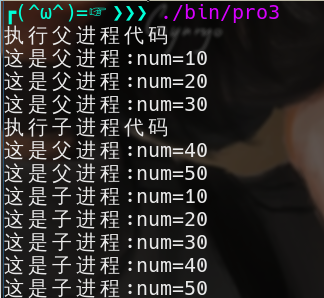 ┏(^ω^)=☞ ❯❯❯ ./bin/pro3
执行父进程代码
这是父进程:num=10
这是父进程:num=20
这是父进程:num=30
执行子进程代码
这是父进程:num=40
这是父进程:num=50
这是子进程:num=10
这是子进程:num=20
这是子进程:num=30
这是子进程:num=40
这是子进程:num=50